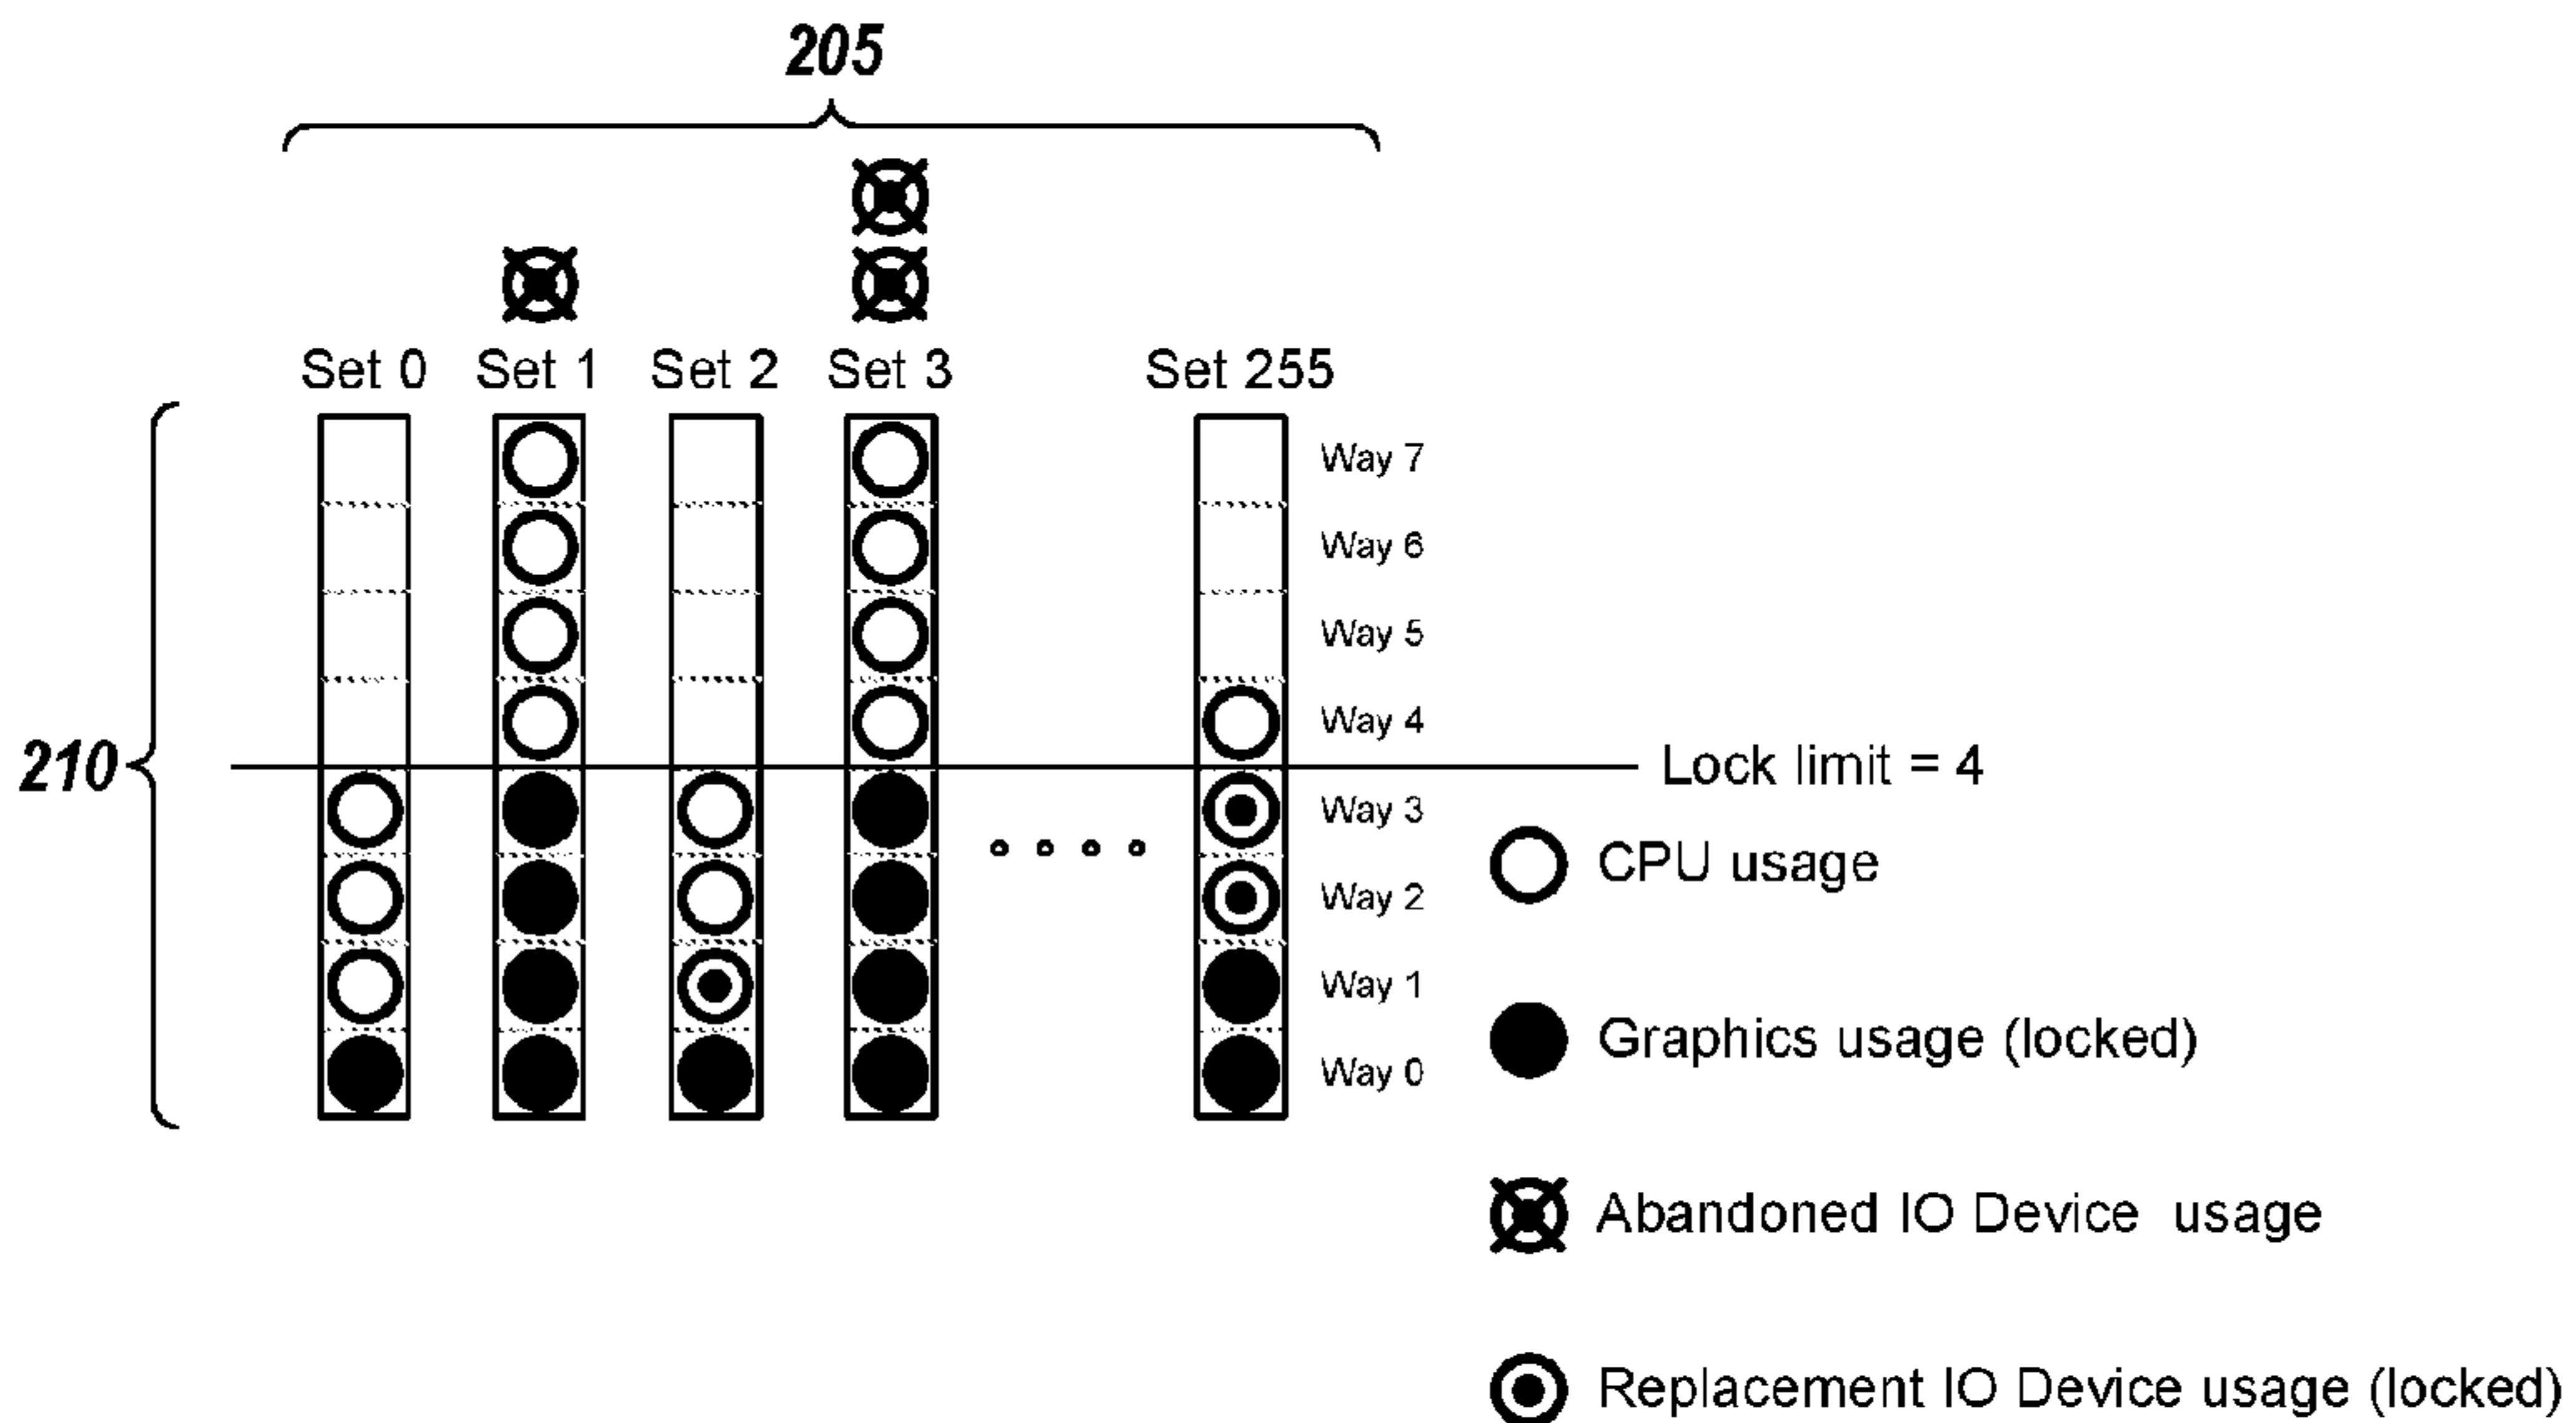 205
Set 0 Set 1 Set 2 Set 3 Set 255
Way 7
Way 6
Way 5
Way 4
210
Lock limit = 4
Way 3
Way 2
Way 1
Way 0
CPU usage
Graphics usage (locked)
Abandoned IO Device usage
Replacement IO Device usage (locked)